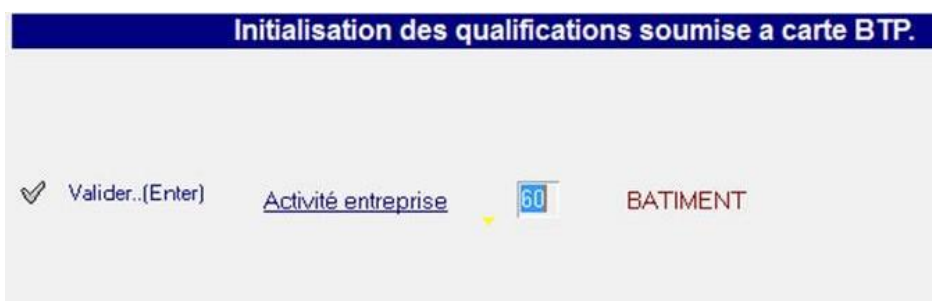 Initialisation des qualifications soumise a carte BTP.
Valider..(Enter) Activité entreprise 60 BATIMENT